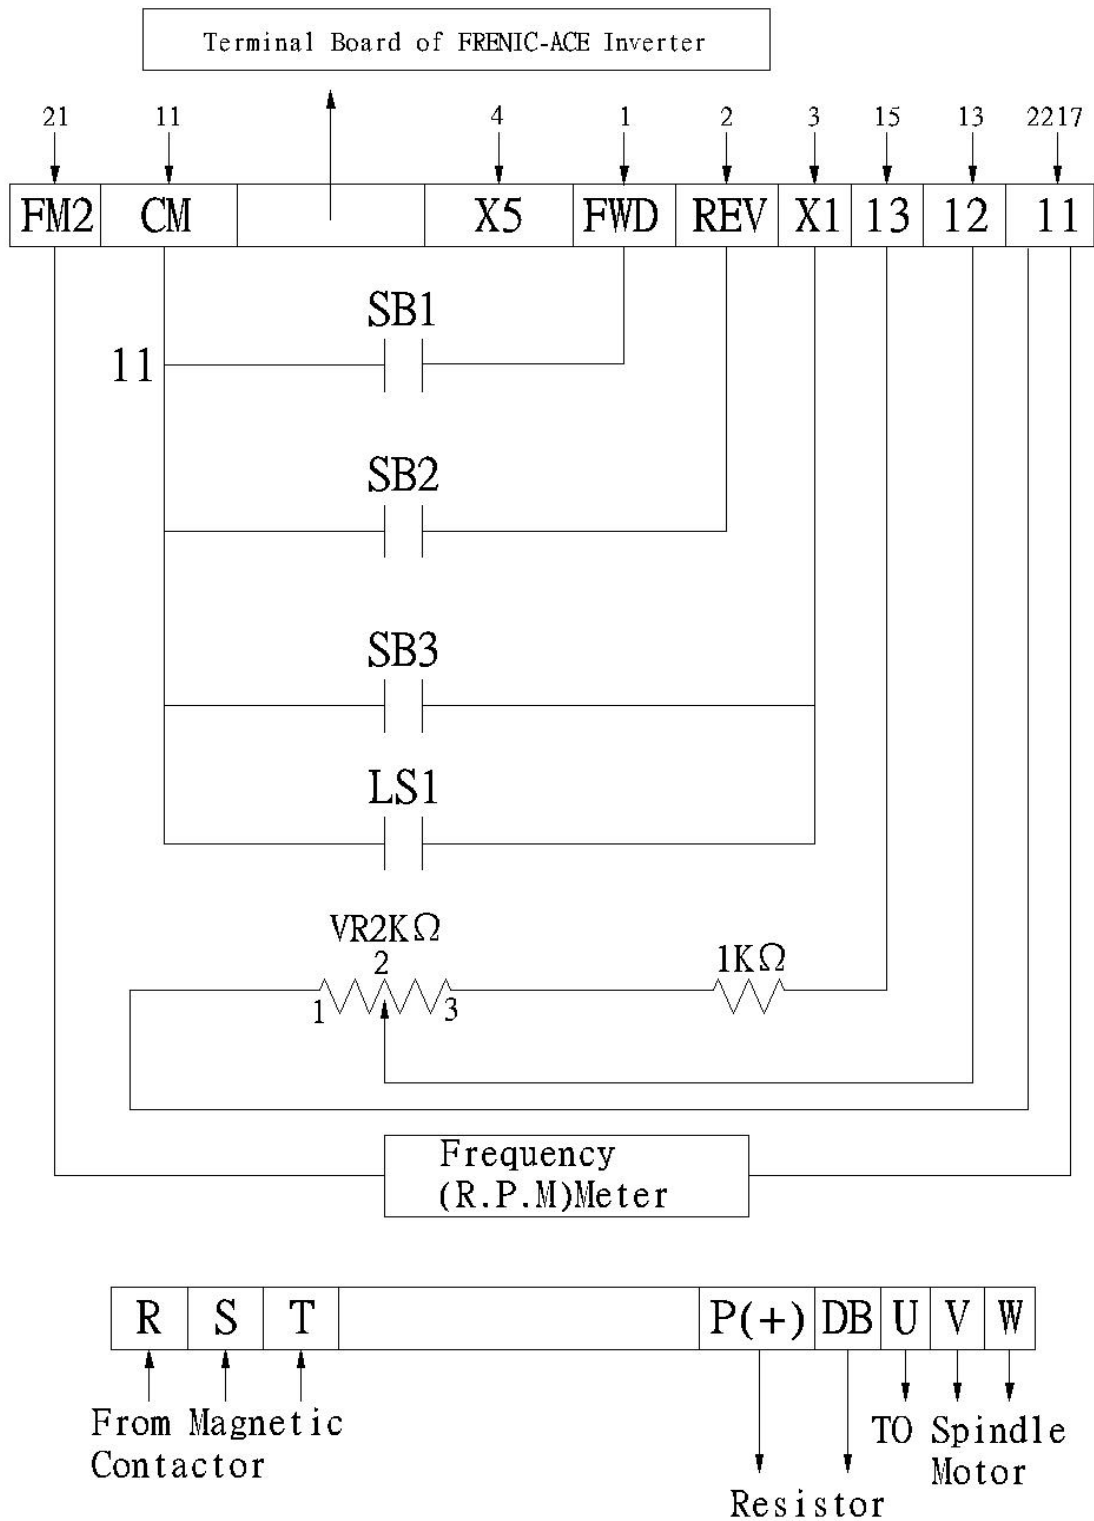 Terminal Board of FRENIC-ACE Inverter
21 11 4 1 2 3 15 13 2217
FM2 CM X5 FWD REV X1 13 12 11
SB1
11
SB2
SB3
LS1
VR2KΩ
2
1KΩ
1 3
Frequency
(R.P.M)Meter
R S T P(+) DB U V W
From Magnetic
Contactor
TO Spindle
Motor
Resistor